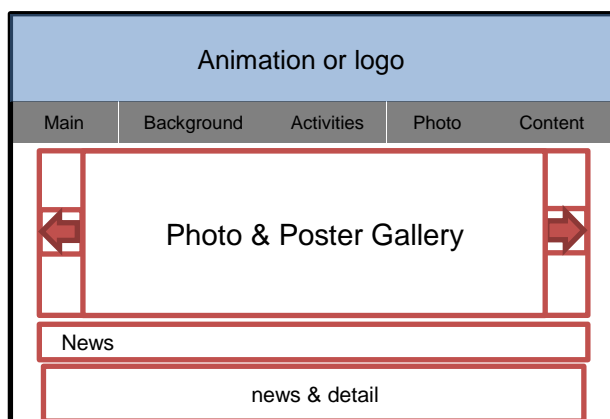 Animation or logo
Main Background Activities Photo Content
Photo & Poster Gallery
News
news & detail